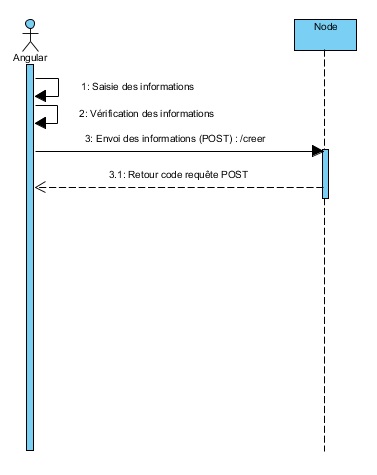 Node
Angular
1: Saisie des informations
2: Vérification des informations
3: Envoi des informations (POST) : /creer
3.1: Retour code requête POST